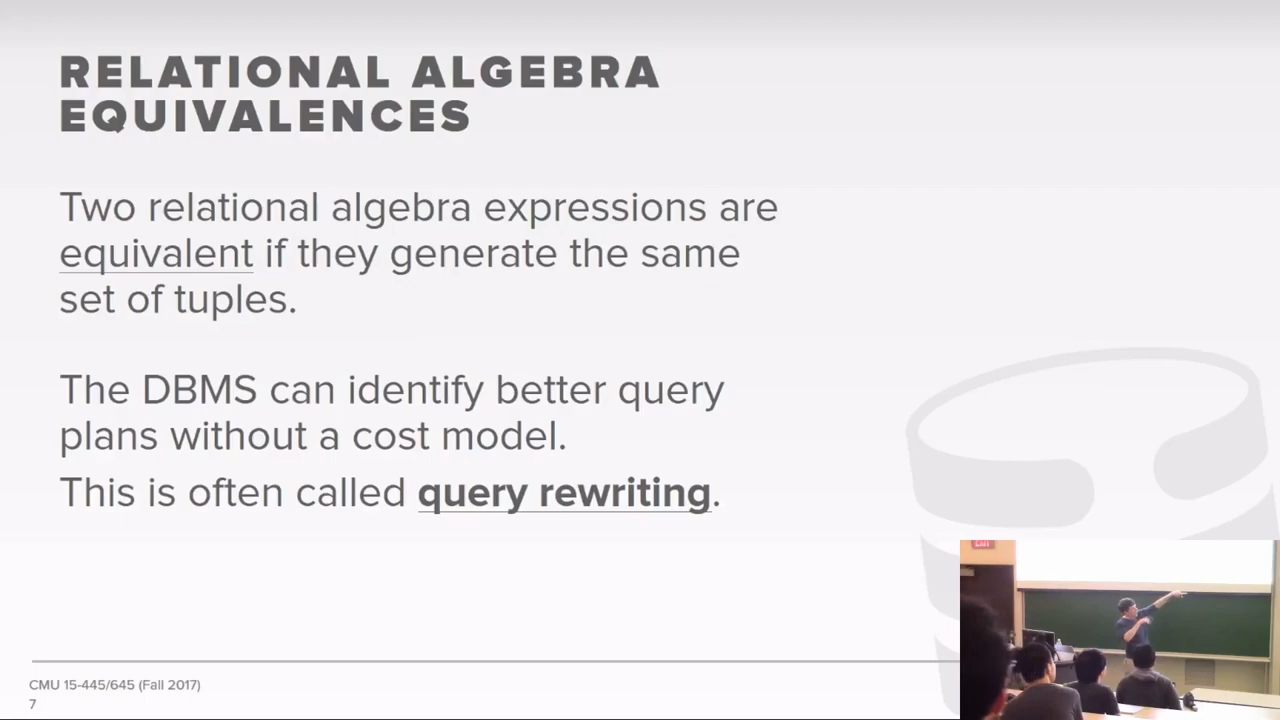 RELATIONAL ALGEBRA
EQUIVALENCES
Two relational algebra expressions are
equivalent if they generate the same
set of tuples.
The DBMS can identify better query
plans without a cost model.
This is often called query rewriting.
CMU 15-445/645 (Fall 2017)
7